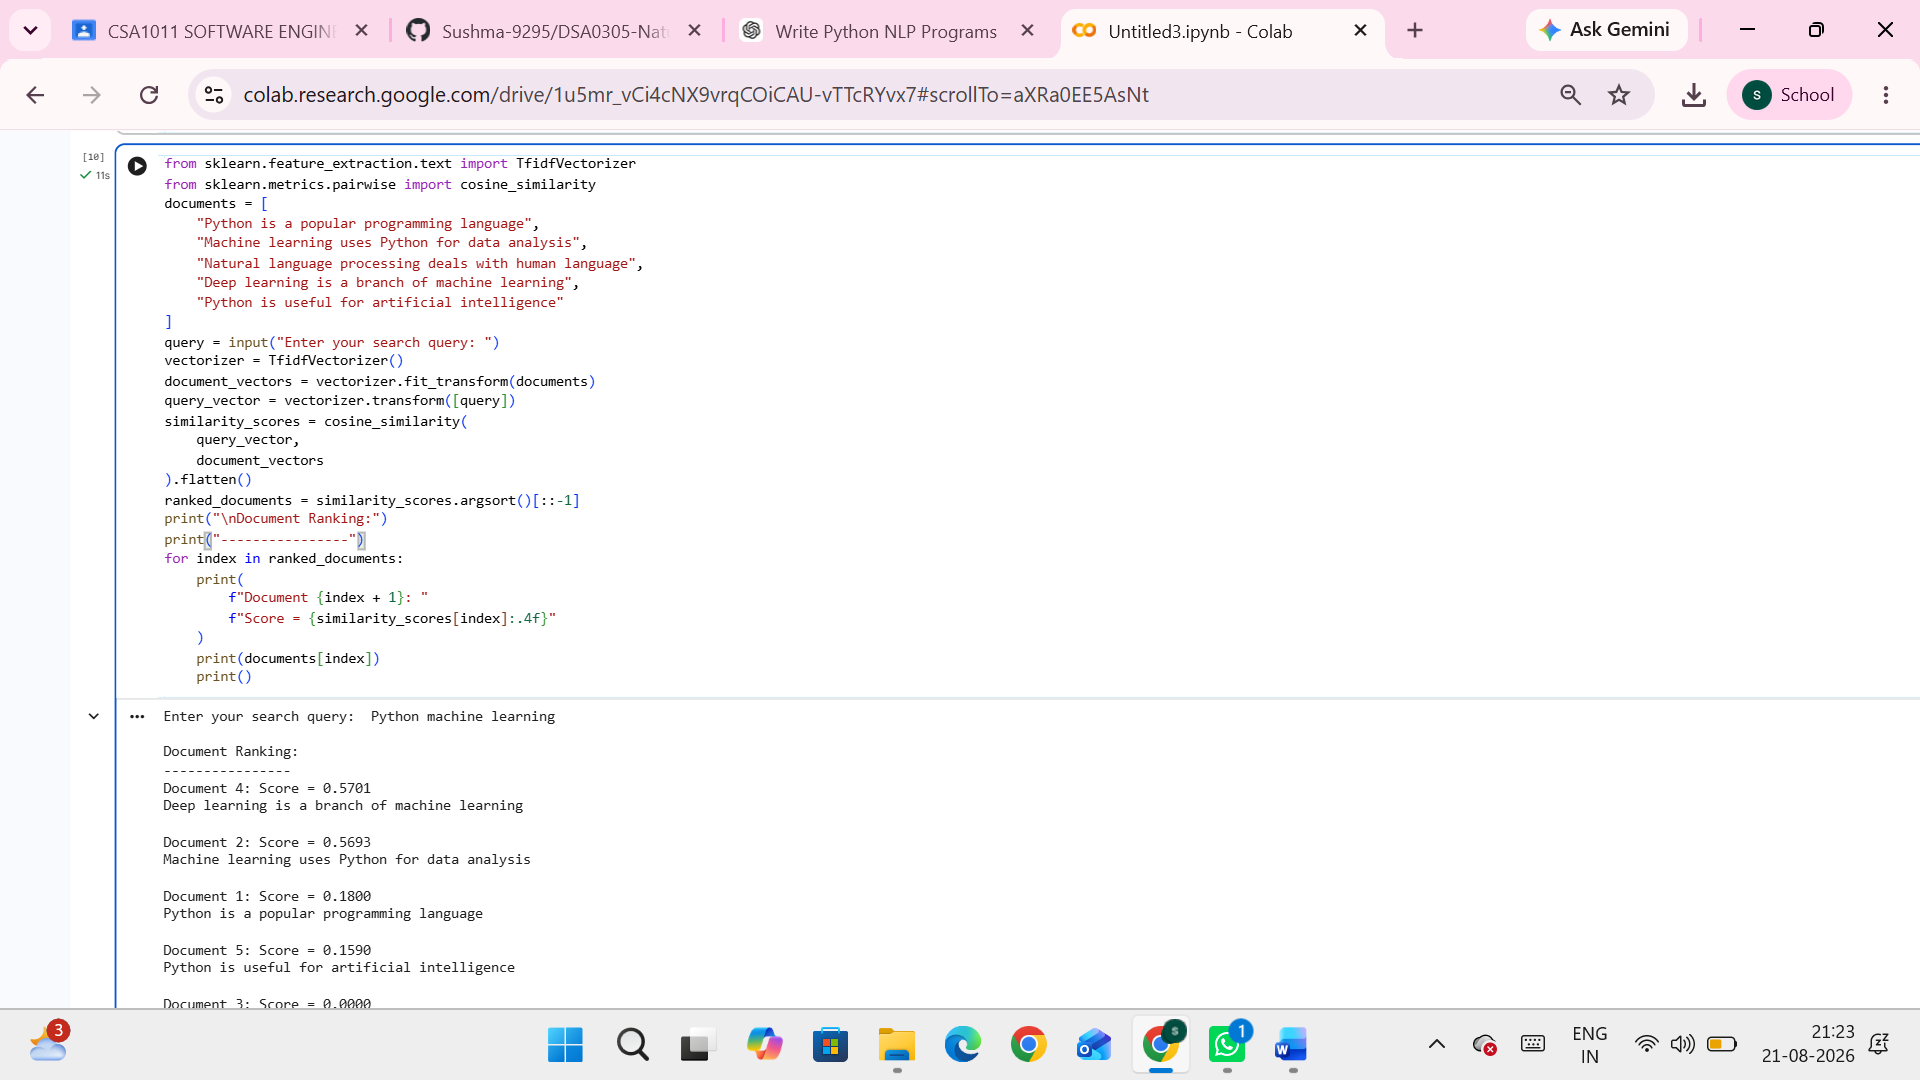 CSA1011 SOFTWARE ENGIN
Sushma-9295/DSA0305-Nat
Write Python NLP Programs
Untitled3.ipynb - Colab
Ask Gemini
colab.research.google.com/drive/1u5mr_vCi4cNX9vrqCOiCAU-vTTcRYvx7#scrollTo=aXRa0EE5AsNt
S School
[10]
11s
from sklearn.feature_extraction.text import TfidfVectorizer
from sklearn.metrics.pairwise import cosine_similarity
documents = [
    "Python is a popular programming language",
    "Machine learning uses Python for data analysis",
    "Natural language processing deals with human language",
    "Deep learning is a branch of machine learning",
    "Python is useful for artificial intelligence"
]
query = input("Enter your search query: ")
vectorizer = TfidfVectorizer()
document_vectors = vectorizer.fit_transform(documents)
query_vector = vectorizer.transform([query])
similarity_scores = cosine_similarity(
    query_vector,
    document_vectors
).flatten()
ranked_documents = similarity_scores.argsort()[::-1]
print("\nDocument Ranking:")
print("----------------")
for index in ranked_documents:
    print(
        f"Document {index + 1}: "
        f"Score = {similarity_scores[index]:.4f}"
    )
    print(documents[index])
    print()
Enter your search query:  Python machine learning
Document Ranking:
----------------
Document 4: Score = 0.5701
Deep learning is a branch of machine learning
Document 2: Score = 0.5693
Machine learning uses Python for data analysis
Document 1: Score = 0.1800
Python is a popular programming language
Document 5: Score = 0.1590
Python is useful for artificial intelligence
Document 3: Score = 0.0000
3
S
1
W
ENG
IN
21:23
21-08-2026